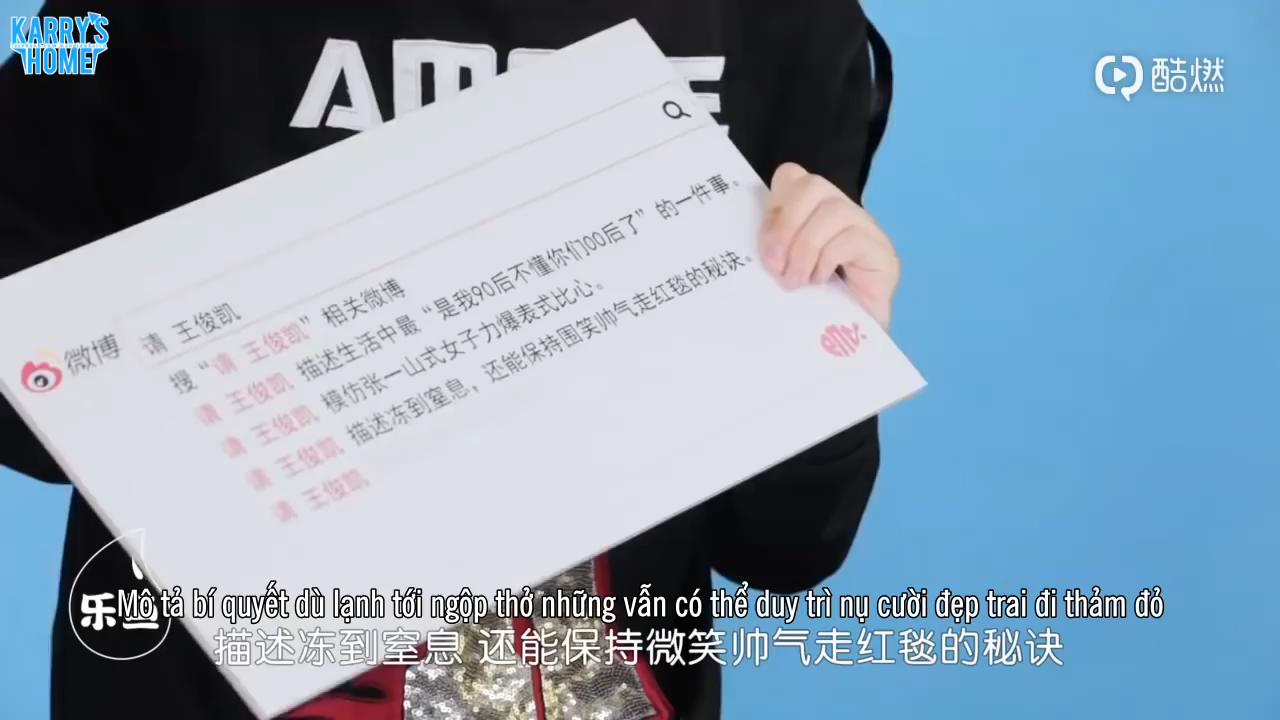 KARRY'S
HOME
酷燃
微博
请 王俊凯
搜“请 王俊凯”相关微博
请 王俊凯 描述生活中最“是我90后不懂你们00后了”的一件事。
请 王俊凯 模仿张一山式女子力爆表式比心。
请 王俊凯 描述冻到窒息，还能保持围笑帅气走红毯的秘诀。
请 王俊凯
乐鱼
Mô tả bí quyết dù lạnh tới ngộp thở những vẫn có thể duy trì nụ cười đẹp trai đi thảm đỏ
描述冻到窒息 还能保持微笑帅气走红毯的秘诀